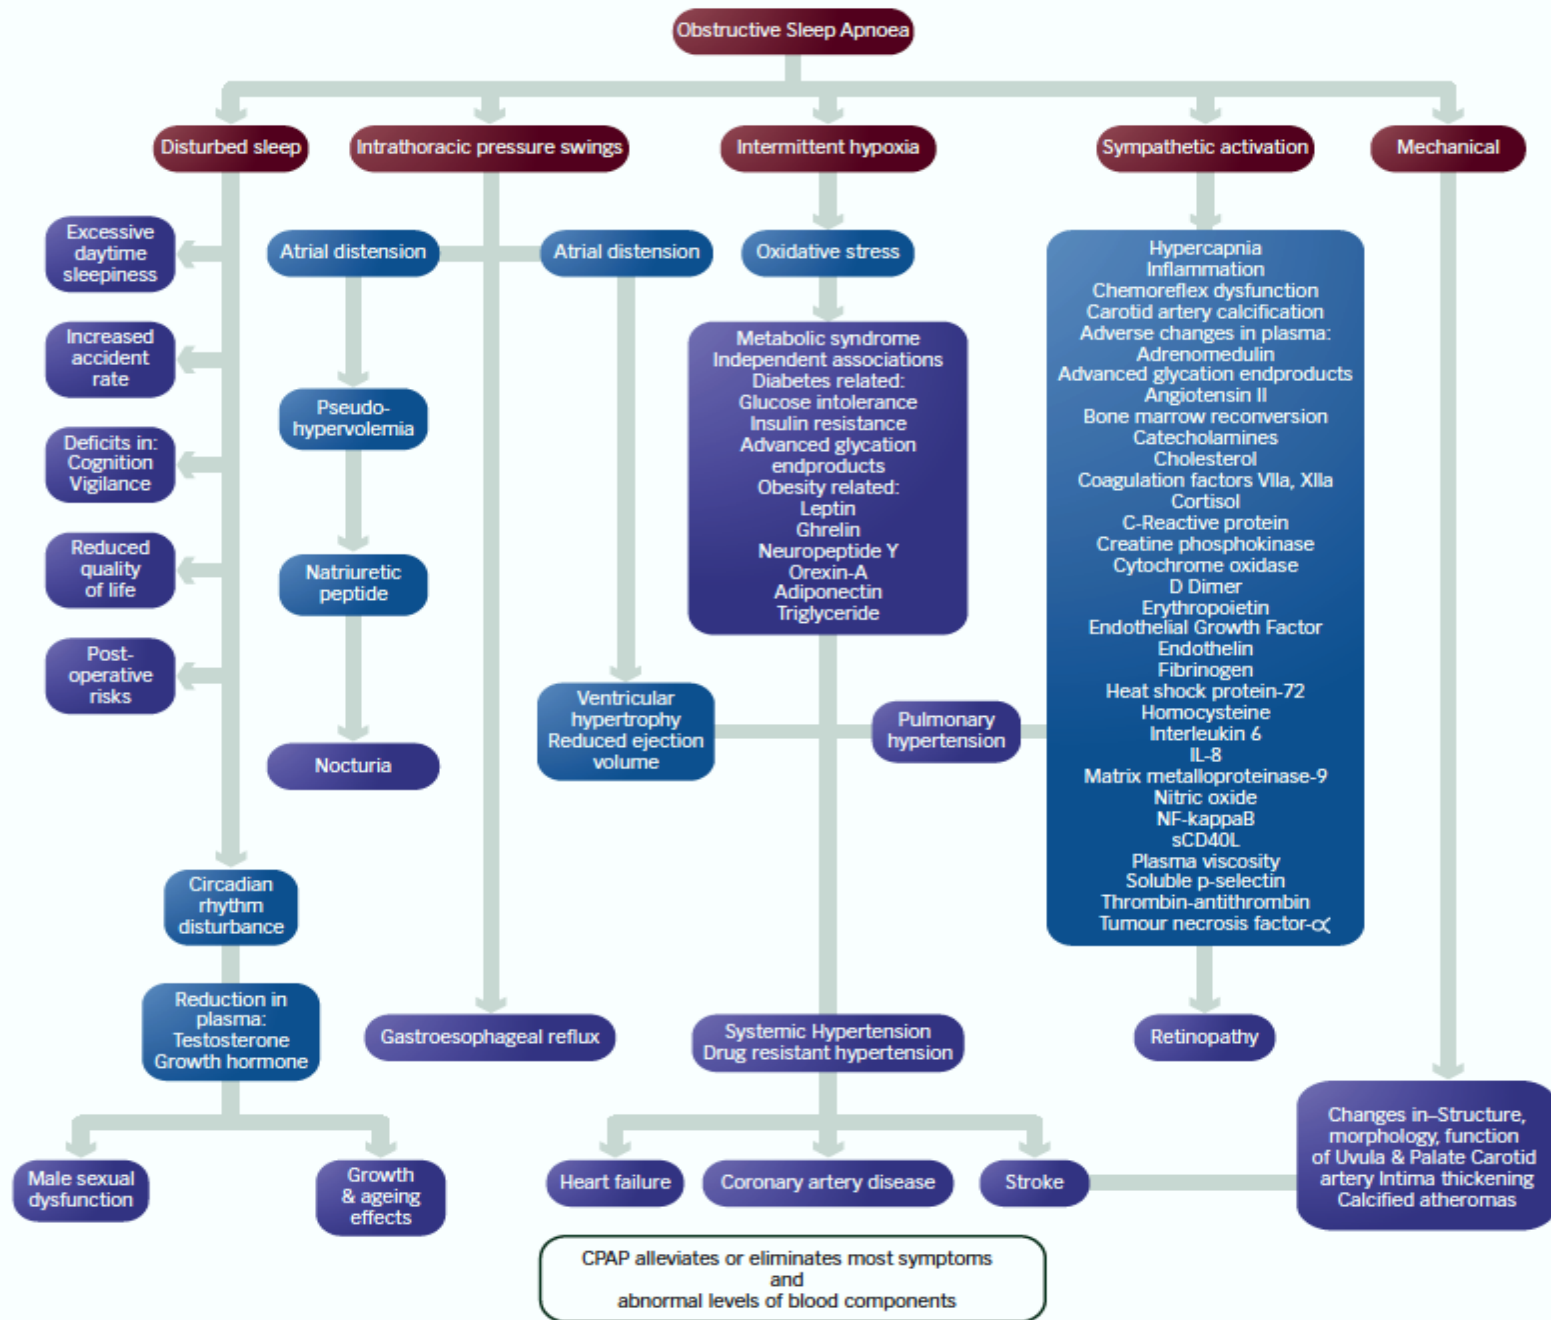 Obstructive Sleep Apnoea
Disturbed sleep
Intrathoracic pressure swings
Intermittent hypoxia
Sympathetic activation
Mechanical
Excessive
daytime
sleepiness
Increased
accident
rate
Deficits in:
Cognition
Vigilance
Reduced
quality
of life
Post-
operative
risks
Circadian
rhythm
disturbance
Reduction in
plasma:
Testosterone
Growth hormone
Male sexual
dysfunction
Growth
& ageing
effects
Atrial distension
Pseudo-
hypervolemia
Natriuretic
peptide
Nocturia
Atrial distension
Ventricular
hypertrophy
Reduced ejection
volume
Gastroesophageal reflux
Oxidative stress
Metabolic syndrome
Independent associations
Diabetes related:
Glucose intolerance
Insulin resistance
Advanced glycation
endproducts
Obesity related:
Leptin
Ghrelin
Neuropeptide Y
Orexin-A
Adiponectin
Triglyceride
Pulmonary
hypertension
Systemic Hypertension
Drug resistant hypertension
Heart failure
Coronary artery disease
Stroke
Hypercapnia
Inflammation
Chemoreflex dysfunction
Carotid artery calcification
Adverse changes in plasma:
Adrenomedulin
Advanced glycation endproducts
Angiotensin II
Bone marrow reconversion
Catecholamines
Cholesterol
Coagulation factors VIIa, XIIa
Cortisol
C-Reactive protein
Creatine phosphokinase
Cytochrome oxidase
D Dimer
Erythropoietin
Endothelial Growth Factor
Endothelin
Fibrinogen
Heat shock protein-72
Homocysteine
Interleukin 6
IL-8
Matrix metalloproteinase-9
Nitric oxide
NF-kappaB
sCD40L
Plasma viscosity
Soluble p-selectin
Thrombin-antithrombin
Tumour necrosis factor-α
Retinopathy
Changes in–Structure,
morphology, function
of Uvula & Palate Carotid
artery Intima thickening
Calcified atheromas
CPAP alleviates or eliminates most symptoms
and
abnormal levels of blood components